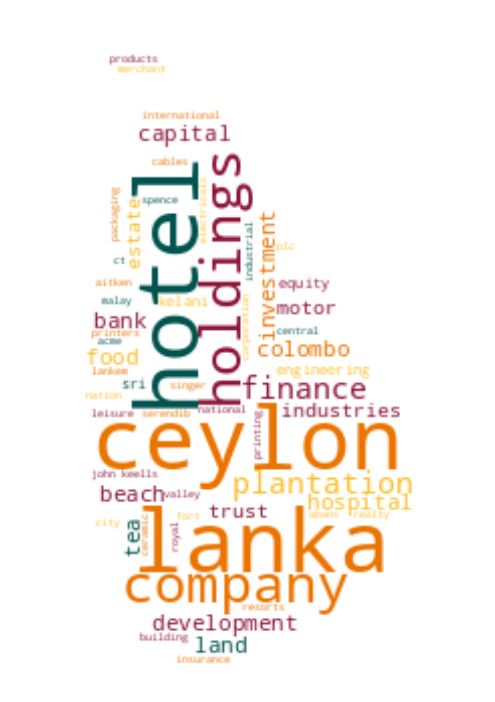 products
merchant
international
capital
cables
hotel
holdings
packaging
estate
spence
electricals
investment
industrial
plc
ct
aitken
malay
kelani
equity
motor
bank
acme
printers
corporation
central
colombo
food
lankem
sri
singer
finance
engineering
nation
leisure
serendib
national
industries
printing
ceylon
john keells
plantation
beach
valley
hospital
trust
tea
city
ceramic
royal
fort
abans
realty
lanka
company
resorts
development
building
land
insurance